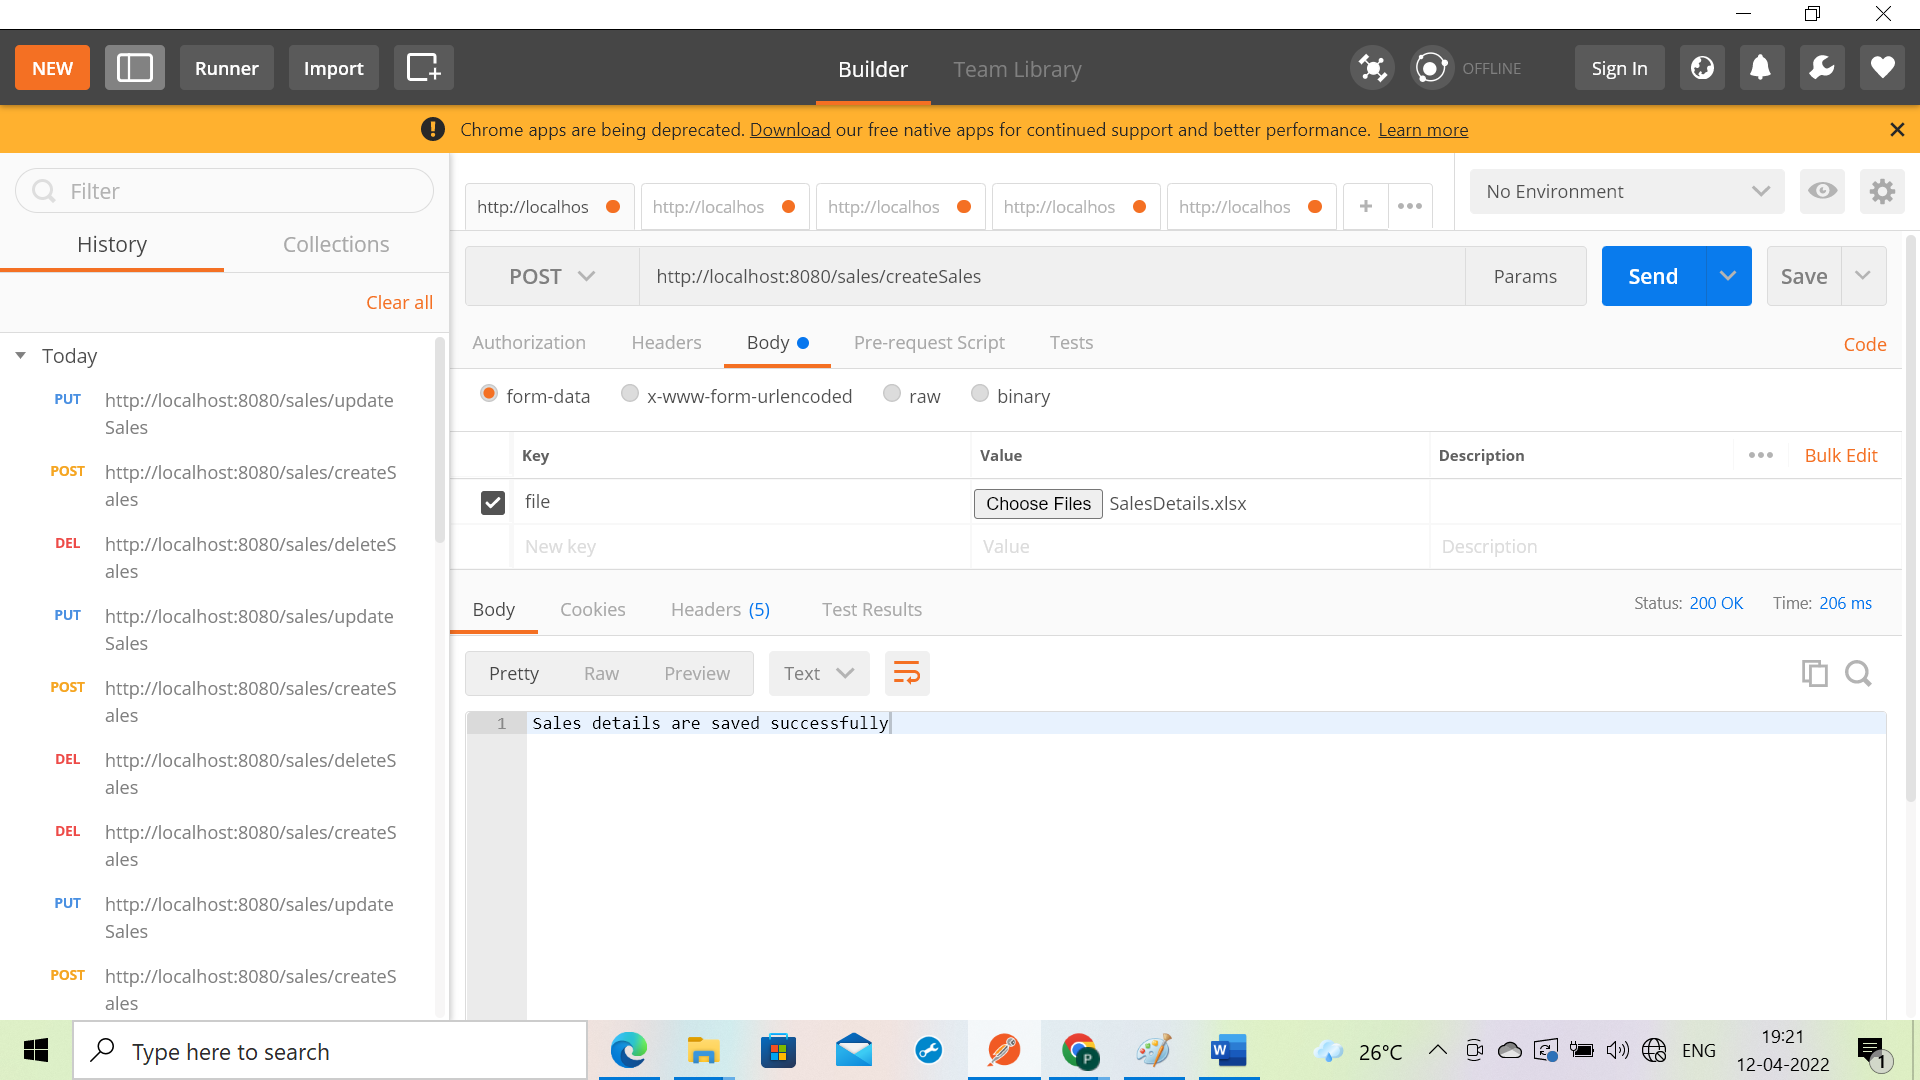 NEW
Runner
Import
Builder
Team Library
OFFLINE
Sign In
Chrome apps are being deprecated. Download our free native apps for continued support and better performance. Learn more
Filter
History
Collections
Clear all
Today
PUT http://localhost:8080/sales/update
Sales
POST http://localhost:8080/sales/createS
ales
DEL http://localhost:8080/sales/deleteS
ales
PUT http://localhost:8080/sales/update
Sales
POST http://localhost:8080/sales/createS
ales
DEL http://localhost:8080/sales/deleteS
ales
DEL http://localhost:8080/sales/createS
ales
PUT http://localhost:8080/sales/update
Sales
POST http://localhost:8080/sales/createS
ales
http://localhos
http://localhos
http://localhos
http://localhos
http://localhos
No Environment
POST
http://localhost:8080/sales/createSales
Params
Send
Save
Authorization
Headers
Body
Pre-request Script
Tests
Code
form-data
x-www-form-urlencoded
raw
binary
Key
Value
Description
Bulk Edit
file
Choose Files SalesDetails.xlsx
New key
Value
Description
Body
Cookies
Headers (5)
Test Results
Status: 200 OK
Time: 206 ms
Pretty
Raw
Preview
Text
1 Sales details are saved successfully
Type here to search
P
W
26°C
ENG
19:21
12-04-2022
1